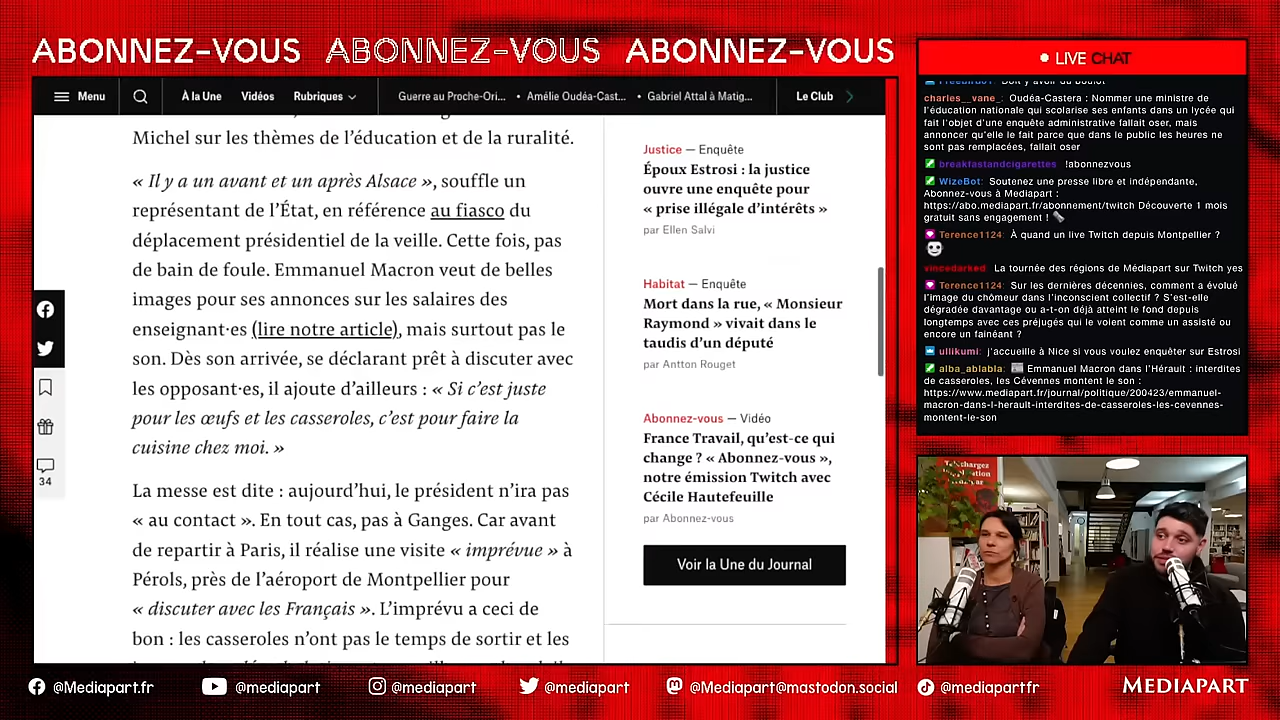 ABONNEZ-VOUS ABONNEZ-VOUS ABONNEZ-VOUS
Menu
À la Une Vidéos Rubriques
Guerre au Proche-Ori... • Amélie Oudéa-Cast... • Gabriel Attal à Matig...
Le Club
Michel sur les thèmes de l'éducation et de la ruralité.
« Il y a un avant et un après Alsace », souffle un
représentant de l'État, en référence au fiasco du
déplacement présidentiel de la veille. Cette fois, pas
de bain de foule. Emmanuel Macron veut de belles
images pour ses annonces sur les salaires des
enseignant·es (lire notre article), mais surtout pas le
son. Dès son arrivée, se déclarant prêt à discuter avec
les opposant·es, il ajoute d'ailleurs : « Si c'est juste
pour les œufs et les casseroles, c'est pour faire la
cuisine chez moi. »
La messe est dite : aujourd'hui, le président n'ira pas
« au contact ». En tout cas, pas à Ganges. Car avant
de repartir à Paris, il réalise une visite « imprévue » à
Pérols, près de l'aéroport de Montpellier pour
« discuter avec les Français ». L'imprévu a ceci de
bon : les casseroles n'ont pas le temps de sortir et les
34
Justice — Enquête
Époux Estrosi : la justice
ouvre une enquête pour
« prise illégale d'intérêts »
par Ellen Salvi
Habitat — Enquête
Mort dans la rue, « Monsieur
Raymond » vivait dans le
taudis d'un député
par Antton Rouget
Abonnez-vous — Vidéo
France Travail, qu'est-ce qui
change ? « Abonnez-vous »,
notre émission Twitch avec
Cécile Hautefeuille
par Abonnez-vous
Voir la Une du Journal
LIVE CHAT
charles__vane_: Oudéa-Castera : Nommer une ministre de
l'éducation nationale qui scolarise ses enfants dans un lycée qui
fait l'objet d'une enquête administrative fallait oser, mais
annoncer qu'elle le fait parce que dans le public les heures ne
sont pas remplacées, fallait oser
breakfastandcigarettes !abonnezvous
WizeBot: Soutenez une presse libre et indépendante,
Abonnez-vous à Mediapart :
https://abo.mediapart.fr/abonnement/twitch Découverte 1 mois
gratuit sans engagement !
Terence1124: À quand un live Twitch depuis Montpellier ?
vincedarked La tournée des régions de Médiapart sur Twitch yes
Terence1124: Sur les dernières décennies, comment a évolué
l'image du chômeur dans l'inconscient collectif ? S'est-elle
dégradée davantage ou a-t-on déjà atteint le fond depuis
longtemps avec ces préjugés qui le voient comme un assisté ou
encore un fainéant ?
ullikumi: j'accueille à Nice si vous voulez enquêter sur Estrosi
alba_ablabla: Emmanuel Macron dans l'Hérault : interdites
de casseroles, les Cévennes montent le son :
https://www.mediapart.fr/journal/politique/200423/emmanuel-
macron-dans-l-herault-interdites-de-casseroles-les-cevennes-
montent-le-son
@Mediapart.fr @mediapart @mediapart @mediapart @Mediapart@mastodon.social @mediapartfr MEDIAPART